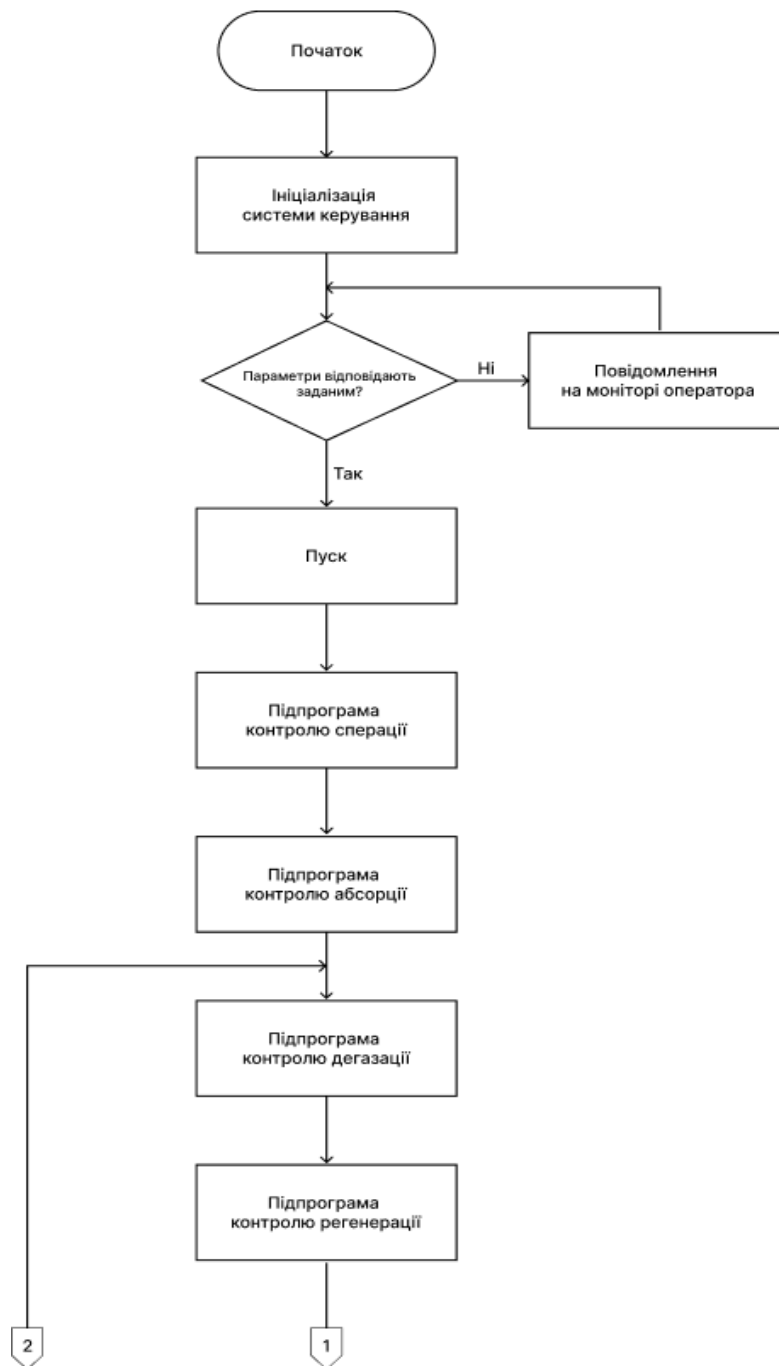 Початок
Ініціалізація
системи керування
Параметри відповідають
заданим?
Ні
Повідомлення
на моніторі оператора
Так
Пуск
Підпрограма
контролю сперації
Підпрограма
контролю абсорції
Підпрограма
контролю дегазації
Підпрограма
контролю регенерації
2
1